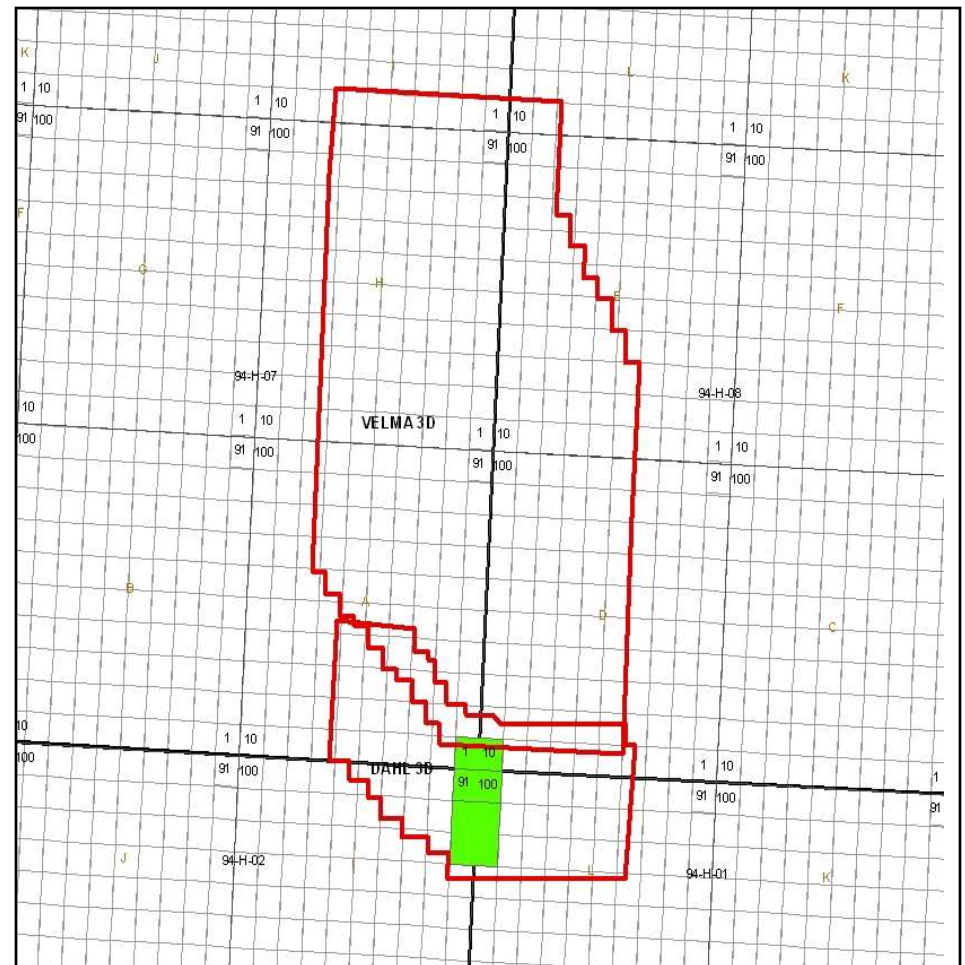 K J I L K
1 10 1 10 1 10 1 10
91 100 91 100 91 100 91 100
F G H E F
94-H-07 94-H-08
VELMA 3D
10 1 10 1 10 1 10
100 91 100 91 100 91 100
B A D C
10 1 10 1 10 1 10 1
100 91 100 91 100 91 100 91
DAHL 3D
J 94-H-02 I L 94-H-01 K